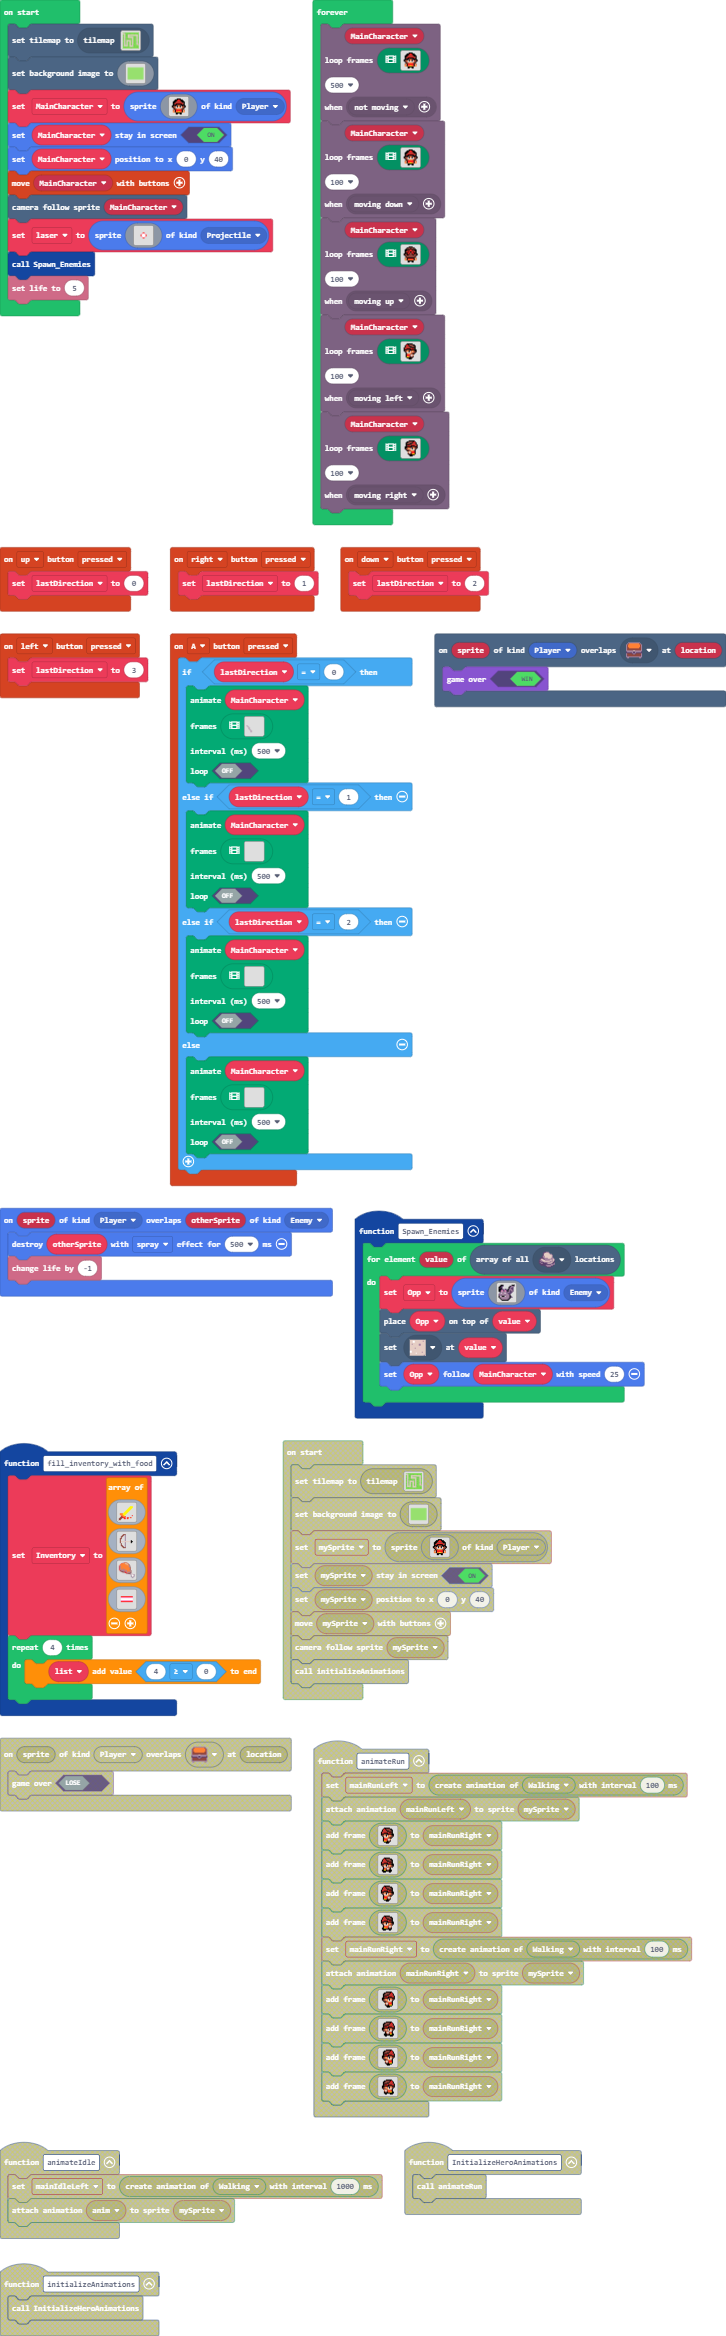 on start
set tilemap to tilemap
set background image to
set MainCharacter to sprite of kind Player
set MainCharacter stay in screen ON
set MainCharacter position to x 0 y 40
move MainCharacter with buttons
camera follow sprite MainCharacter
set laser to sprite of kind Projectile
call Spawn_Enemies
set life to 5
forever
MainCharacter
loop frames
500
when not moving
MainCharacter
loop frames
100
when moving down
MainCharacter
loop frames
100
when moving up
MainCharacter
loop frames
100
when moving left
MainCharacter
loop frames
100
when moving right
on up button pressed
set lastDirection to 0
on right button pressed
set lastDirection to 1
on down button pressed
set lastDirection to 2
on left button pressed
set lastDirection to 3
on A button pressed
if lastDirection = 0 then
animate MainCharacter
frames
interval (ms) 500
loop OFF
else if lastDirection = 1 then
animate MainCharacter
frames
interval (ms) 500
loop OFF
else if lastDirection = 2 then
animate MainCharacter
frames
interval (ms) 500
loop OFF
else
animate MainCharacter
frames
interval (ms) 500
loop OFF
on sprite of kind Player overlaps at location
game over WIN
on sprite of kind Player overlaps otherSprite of kind Enemy
destroy otherSprite with spray effect for 500 ms
change life by -1
function Spawn_Enemies
for element value of array of all locations
do
set Opp to sprite of kind Enemy
place Opp on top of value
set at value
set Opp follow MainCharacter with speed 25
function fill_inventory_with_food
array of
set Inventory to
repeat 4 times
do list add value 4 ≥ 0 to end
on start
set tilemap to tilemap
set background image to
set mySprite to sprite of kind Player
set mySprite stay in screen ON
set mySprite position to x 0 y 40
move mySprite with buttons
camera follow sprite mySprite
call initializeAnimations
on sprite of kind Player overlaps at location
game over LOSE
function animateRun
set mainRunLeft to create animation of Walking with interval 100 ms
attach animation mainRunLeft to sprite mySprite
add frame to mainRunRight
add frame to mainRunRight
add frame to mainRunRight
add frame to mainRunRight
set mainRunRight to create animation of Walking with interval 100 ms
attach animation mainRunRight to sprite mySprite
add frame to mainRunRight
add frame to mainRunRight
add frame to mainRunRight
add frame to mainRunRight
function animateIdle
set mainIdleLeft to create animation of Walking with interval 1000 ms
attach animation anim to sprite mySprite
function InitializeHeroAnimations
call animateRun
function initializeAnimations
call InitializeHeroAnimations